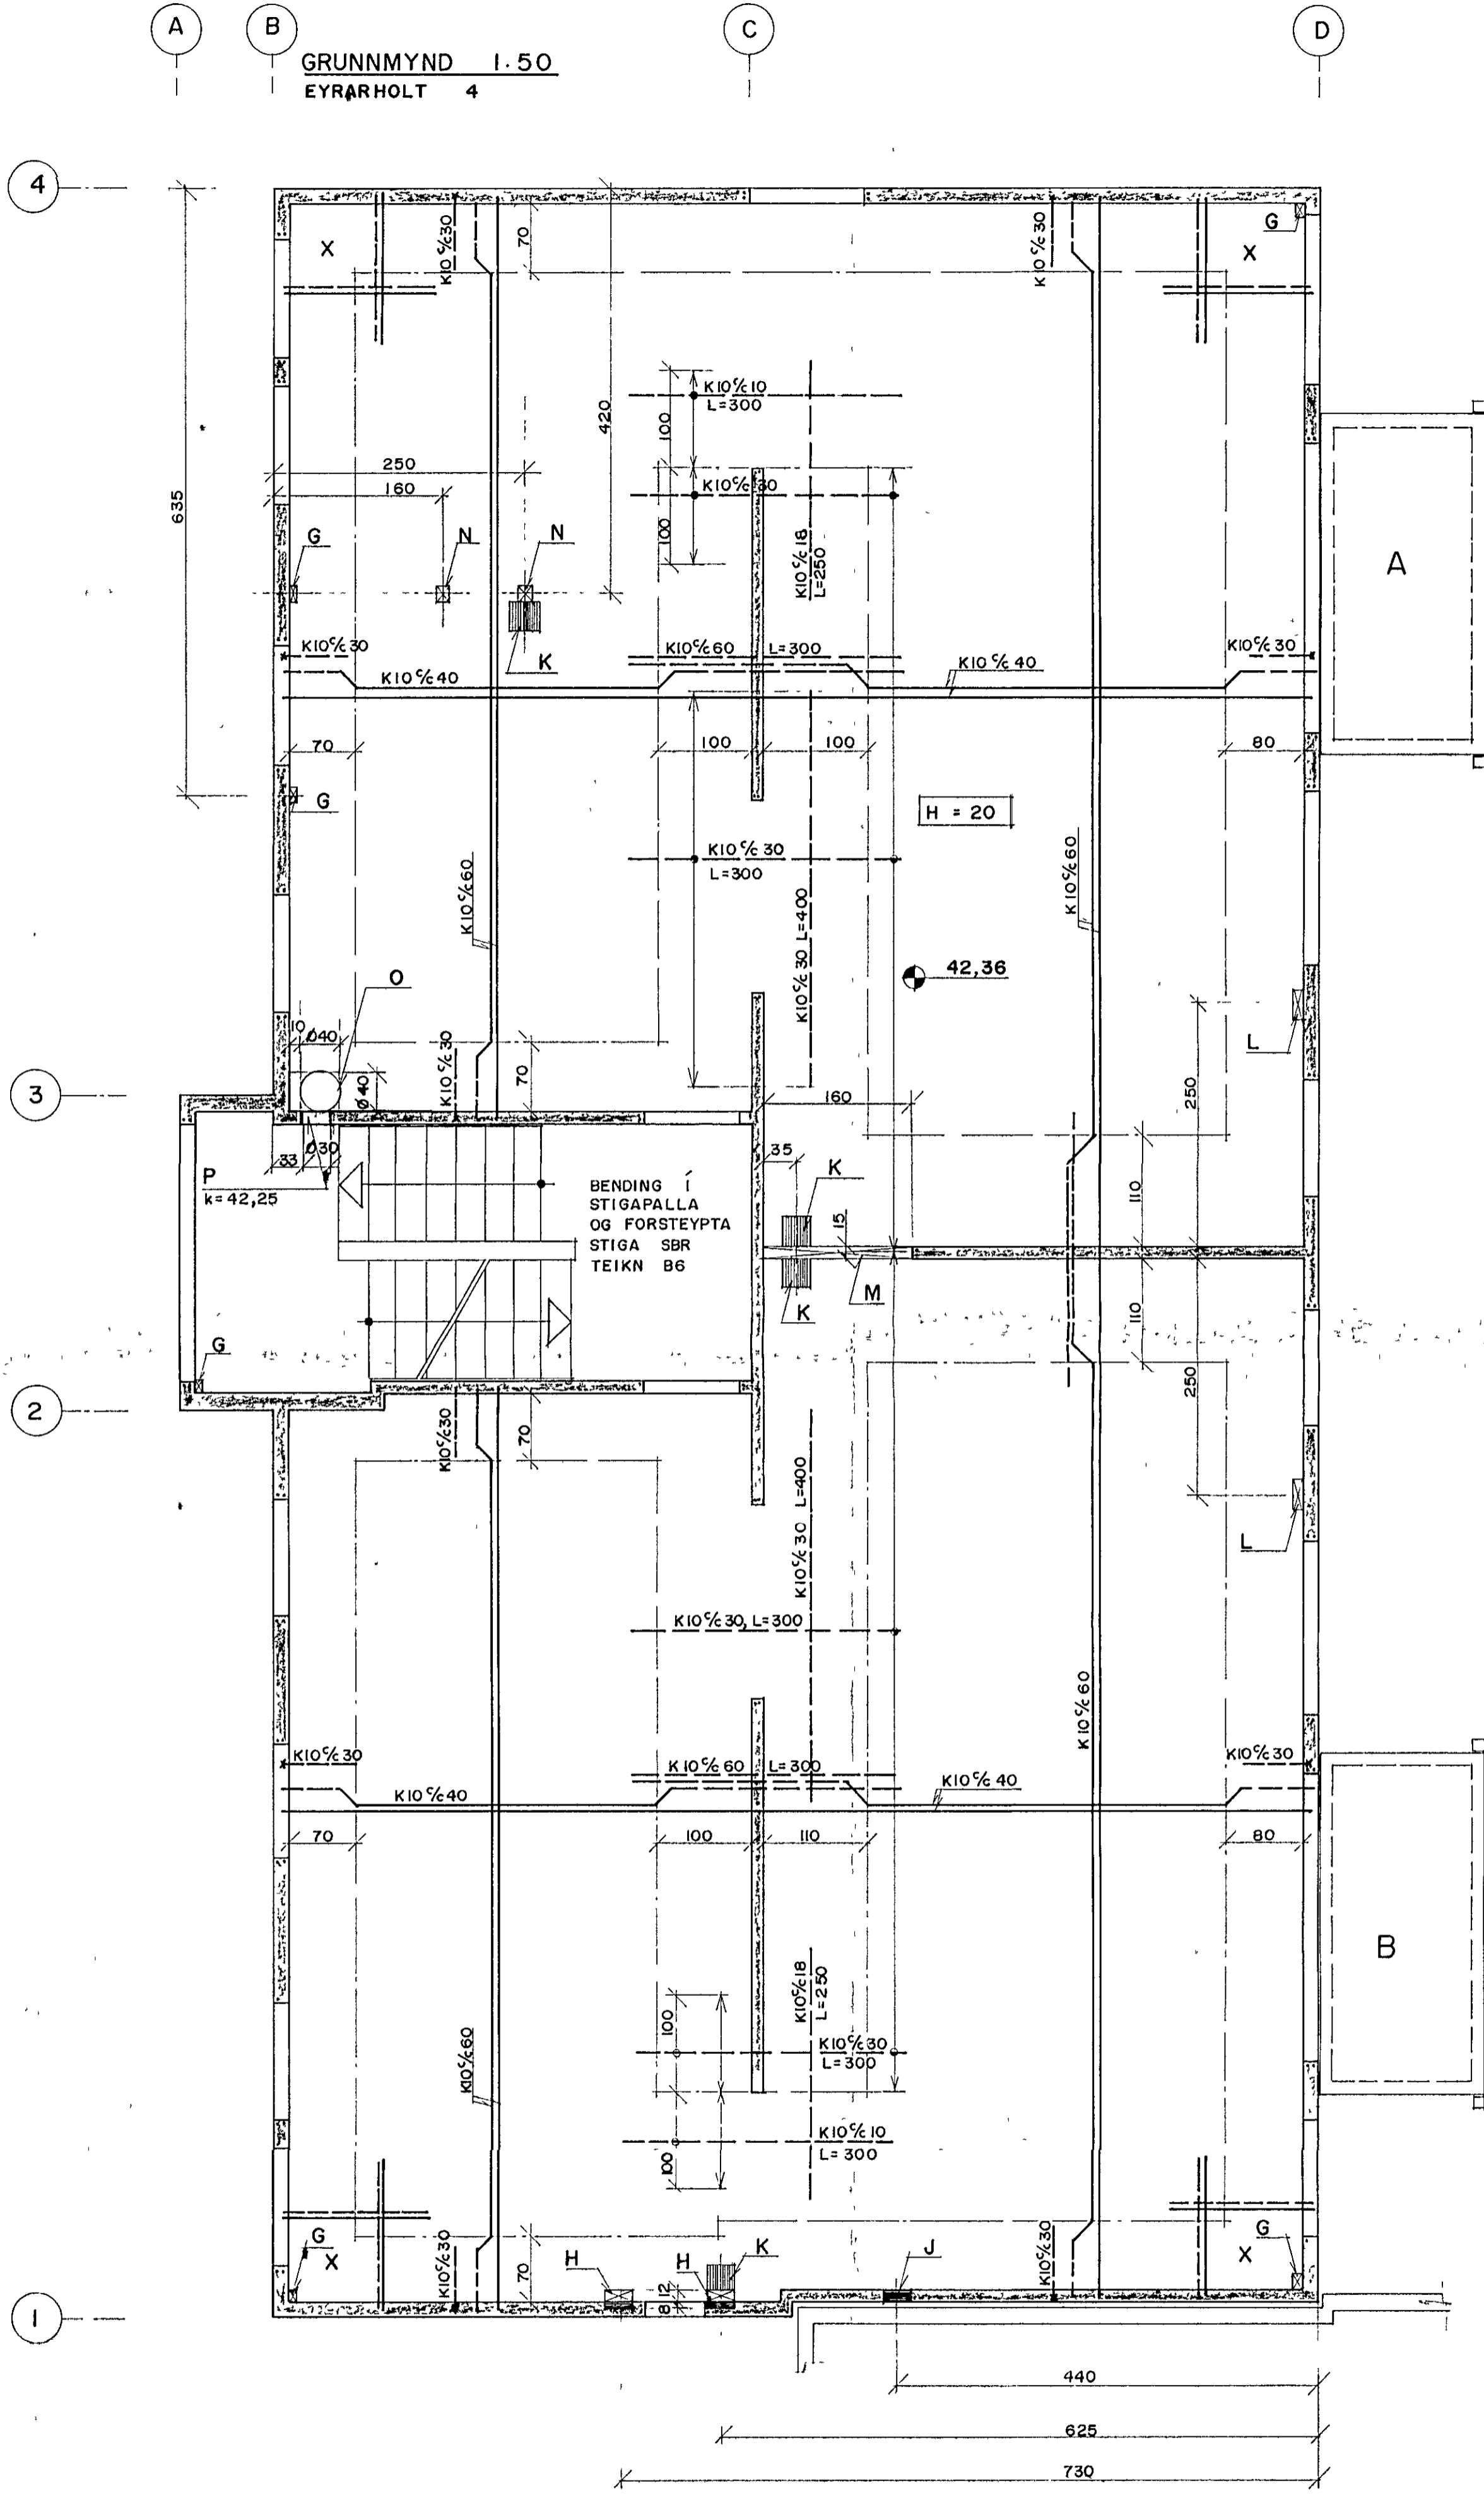 A
B
C
D
GRUNNMYND 1:50
EYRARHOLT 4
4
X
K10 c/c 30
70
K10 c/c 30
X
G
K10 c/c 10
L=300
100
420
635
250
160
K10 c/c 30
100
K10 c/c 18
L=250
G
N
N
K
A
K10 c/c 30
K10 c/c 60 L=300
K10 c/c 30
K10 c/c 40
K10 c/c 40
70
100
100
80
G
H = 20
K10 c/c 30
L=300
K10 c/c 60
K10 c/c 60
K10 c/c 30 L=400
42,36
O
10
Ø40
Ø40
K10 c/c 30
70
L
250
3
160
35
K
33
Ø30
P
k=42,25
BENDING Í
STIGAPALLA
OG FORSTEYPTA
STIGA SBR
TEIKN B6
15
110
M
K
110
G
250
2
K10 c/c 30
70
K10 c/c 30 L=400
L
K10 c/c 30, L=300
K10 c/c 60
K10 c/c 30
K10 c/c 60 L=300
K10 c/c 30
K10 c/c 40
K10 c/c 40
70
100
110
80
B
K10 c/c 18
L=250
100
K10 c/c 30
L=300
K10 c/c 60
K10 c/c 10
L=300
100
G
X
K10 c/c 30
70
H
H
K
12
8
J
K10 c/c 30
G
X
1
440
625
730